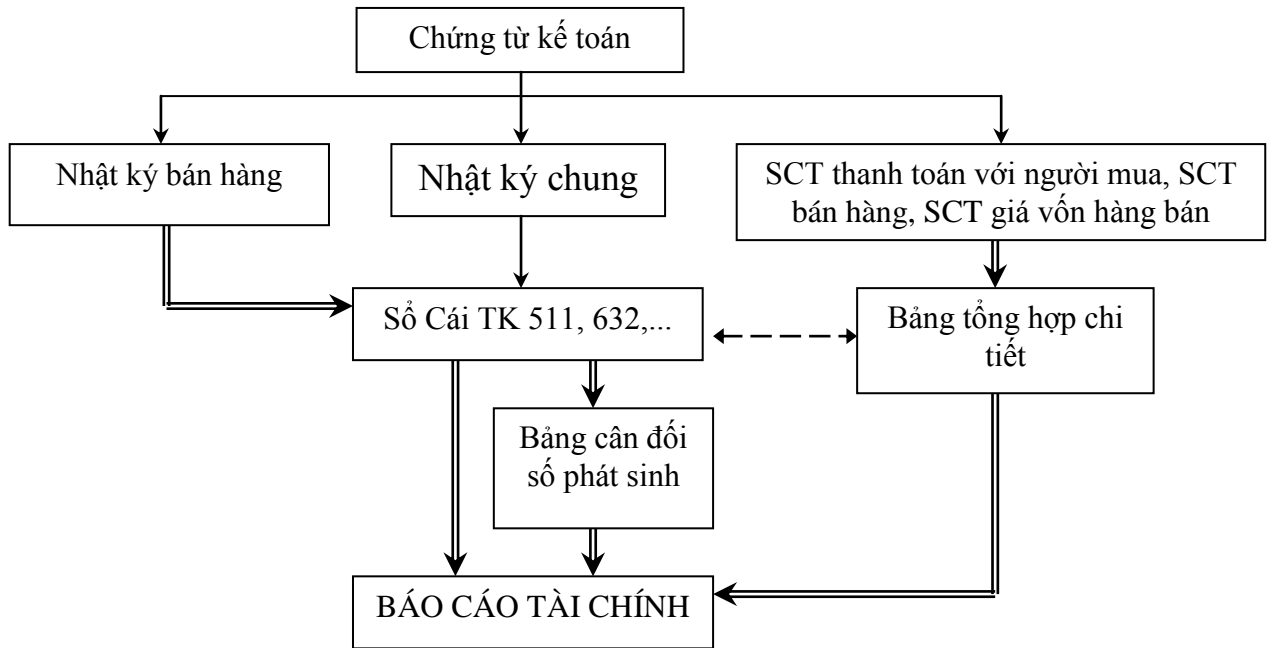 Chứng từ kế toán
Nhật ký bán hàng
Nhật ký chung
SCT thanh toán với người mua, SCT
bán hàng, SCT giá vốn hàng bán
Sổ Cái TK 511, 632,...
Bảng tổng hợp chi
tiết
Bảng cân đối
số phát sinh
BÁO CÁO TÀI CHÍNH